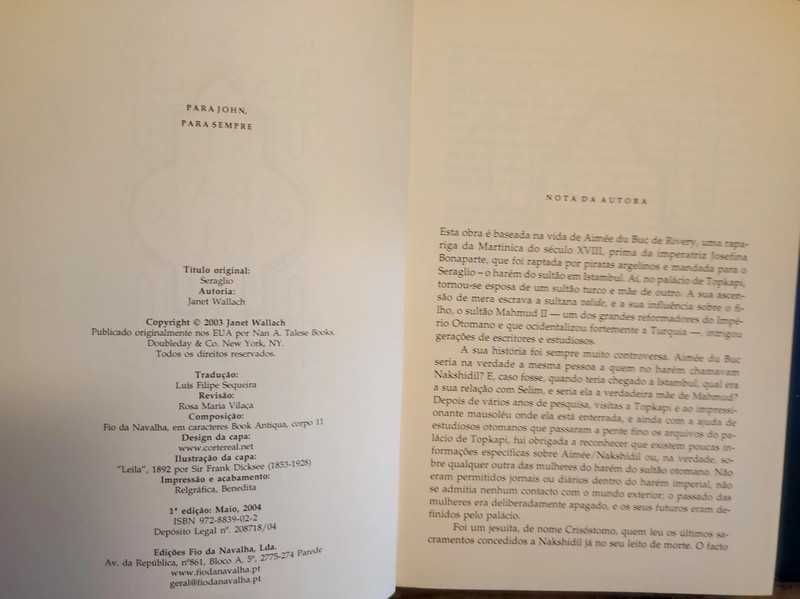 PARA JOHN,
PARA SEMPRE
Título original:
Seraglio
Autoria:
Janet Wallach
Copyright © 2003 Janet Wallach
Publicado originalmente nos EUA por Nan A. Talese Books.
Doubleday & Co. New York, NY.
Todos os direitos reservados.
Tradução:
Luis Filipe Sequeira
Revisão:
Rosa Maria Vilaça
Composição:
Fio da Navalha, em caracteres Book Antiqua, corpo 11
Design da capa:
www.cortereal.net
Ilustração da capa:
"Leila", 1892 por Sir Frank Dicksee (1853-1928)
Impressão e acabamento:
Relgráfica, Benedita
1ª edição: Maio, 2004
ISBN 972-8839-02-2
Depósito Legal nº. 208718/04
Edições Fio da Navalha, Lda.
Av. da República, nº861, Bloco A. 5º, 2775-274 Parede
www.fiodanavalha.pt
geral@fiodanavalha.pt
NOTA DA AUTORA
Esta obra é baseada na vida de Aimée du Buc de Rivery, uma rapa-
riga da Martinica do século XVIII, prima da imperatriz Josefina
Bonaparte, que foi raptada por piratas argelinos e mandada para o
Seraglio – o harém do sultão em Istambul. Aí, no palácio de Topkapi,
tornou-se esposa de um sultão turco e mãe de outro. A sua ascen-
são de mera escrava a sultana valide, e a sua influência sobre o fi-
lho, o sultão Mahmud II — um dos grandes reformadores do Impé-
rio Otomano e que ocidentalizou fortemente a Turquia —, intrigou
gerações de escritores e estudiosos.
A sua história foi sempre muito controversa. Aimée du Buc
seria na verdade a mesma pessoa a quem no harém chamavam
Nakshidil? E, caso fosse, quando teria chegado a Istambul, qual era
a sua relação com Selim, e seria ela a verdadeira mãe de Mahmud?
Depois de vários anos de pesquisa, visitas a Topkapi e ao impressi-
onante mausoléu onde ela está enterrada, e ainda com a ajuda de
estudiosos otomanos que passaram a pente fino os arquivos do pa-
lácio de Topkapi, fui obrigada a reconhecer que existem poucas in-
formações específicas sobre Aimée/Nakshidil ou, na verdade, so-
bre qualquer outra das mulheres do harém do sultão otomano. Não
eram permitidos jornais ou diários dentro do harém imperial, não
se admitia nenhum contacto com o mundo exterior; o passado das
mulheres era deliberadamente apagado, e os seus futuros eram de-
finidos pelo palácio.
Foi um jesuíta, de nome Crisóstomo, quem leu os últimos sa-
cramentos concedidos a Nakshidil já no seu leito de morte. O facto